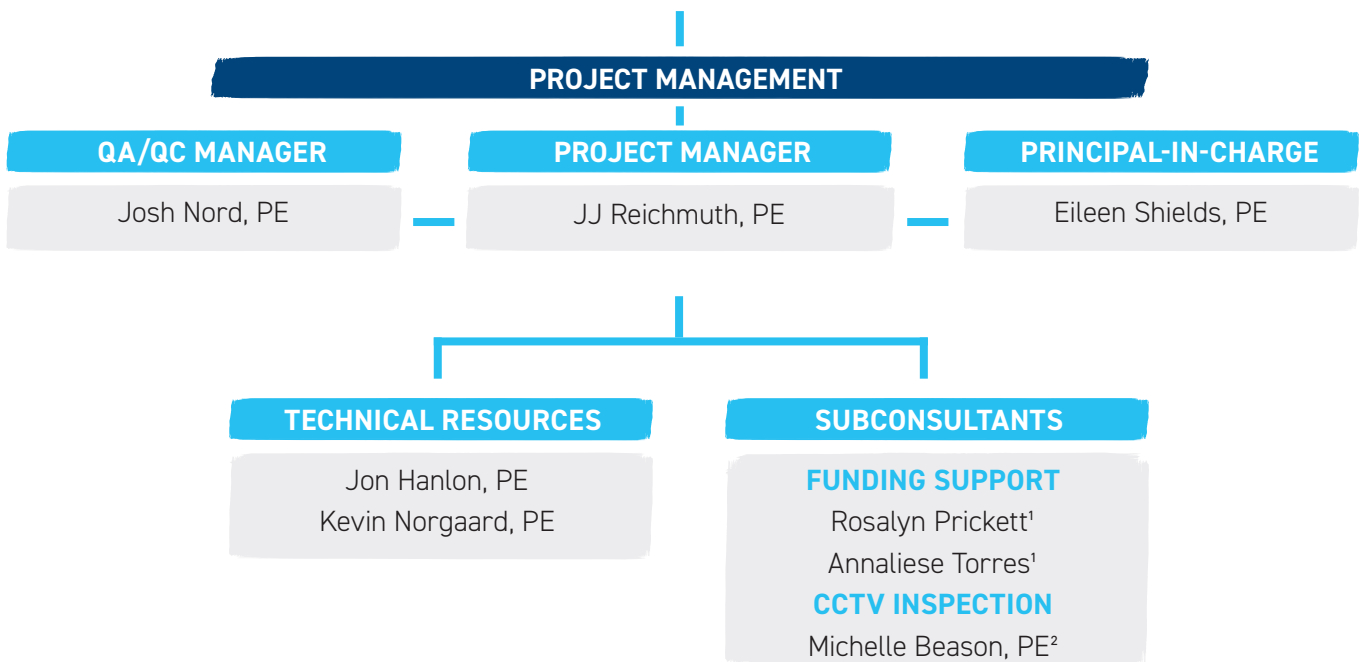 PROJECT MANAGEMENT
QA/QC MANAGER
Josh Nord, PE
PROJECT MANAGER
JJ Reichmuth, PE
PRINCIPAL-IN-CHARGE
Eileen Shields, PE
TECHNICAL RESOURCES
Jon Hanlon, PE
Kevin Norgaard, PE
SUBCONSULTANTS
FUNDING SUPPORT
Rosalyn Prickett¹
Annaliese Torres¹
CCTV INSPECTION
Michelle Beason, PE²